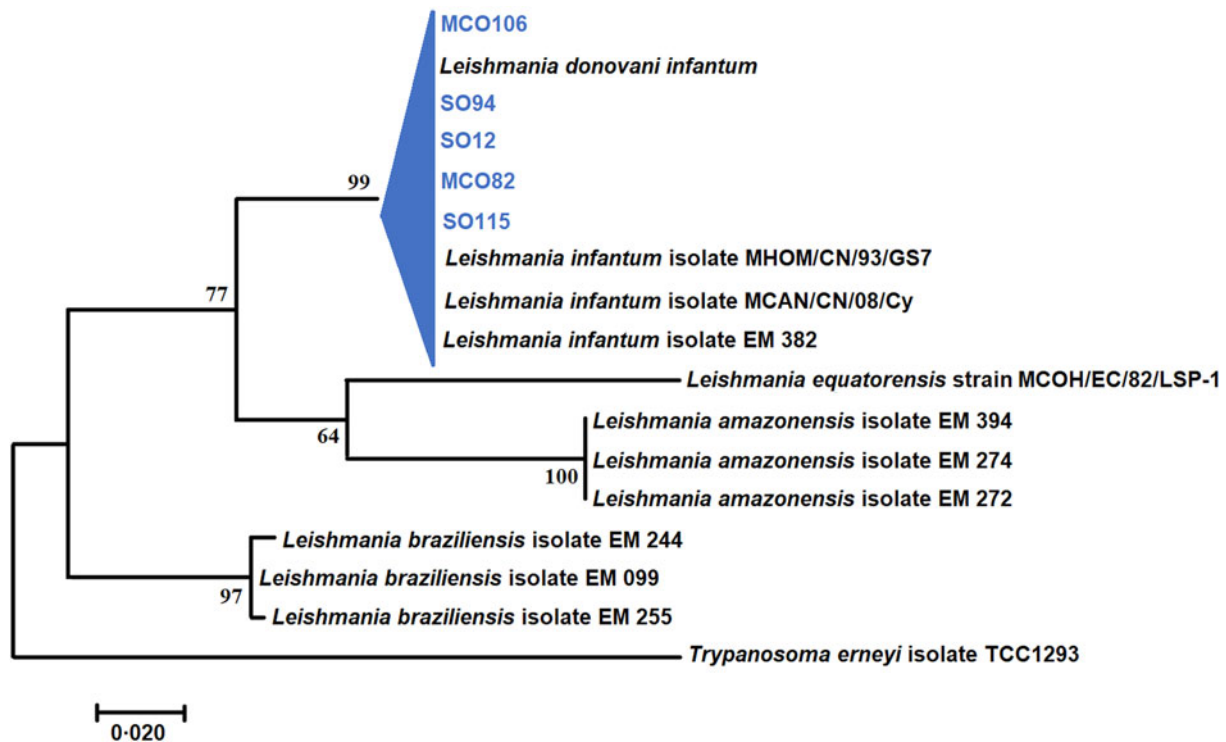 MCO106
Leishmania donovani infantum
SO94
SO12
MCO82
99
SO115
Leishmania infantum isolate MHOM/CN/93/GS7
77
Leishmania infantum isolate MCAN/CN/08/Cy
Leishmania infantum isolate EM 382
Leishmania equatorensis strain MCOH/EC/82/LSP-1
Leishmania amazonensis isolate EM 394
64
Leishmania amazonensis isolate EM 274
100
Leishmania amazonensis isolate EM 272
Leishmania braziliensis isolate EM 244
Leishmania braziliensis isolate EM 099
97
Leishmania braziliensis isolate EM 255
Trypanosoma erneyi isolate TCC1293
0·020